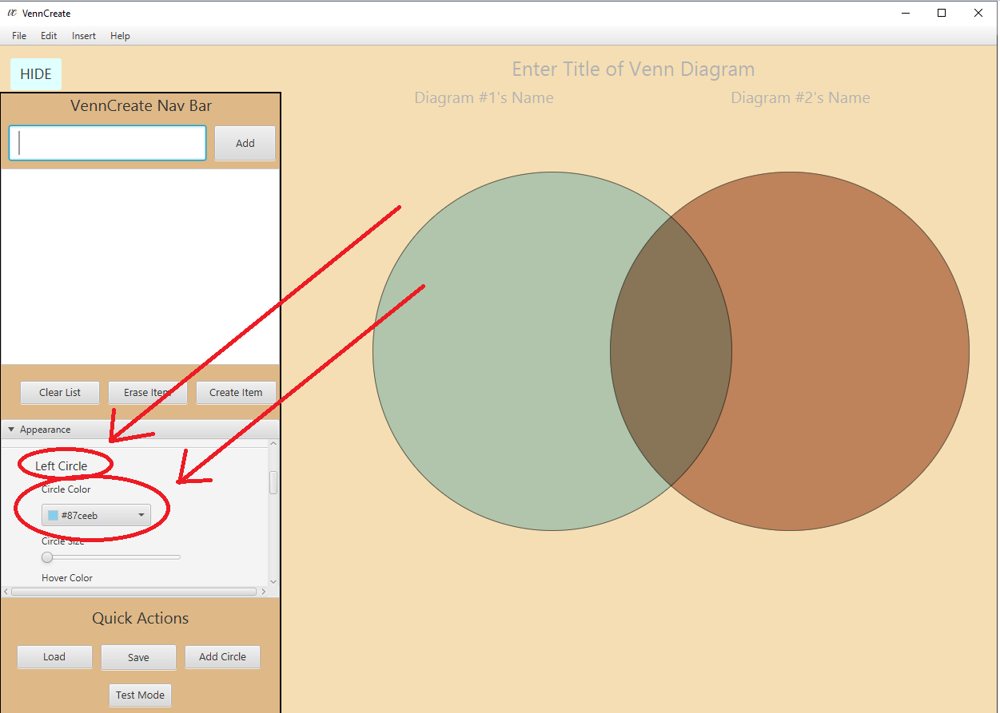 VC VennCreate
File Edit Insert Help
HIDE
Enter Title of Venn Diagram
Diagram #1's Name Diagram #2's Name
VennCreate Nav Bar
Add
Clear List Erase Item Create Item
Appearance
Left Circle
Circle Color
#87ceeb
Circle Size
Hover Color
Quick Actions
Load Save Add Circle
Test Mode